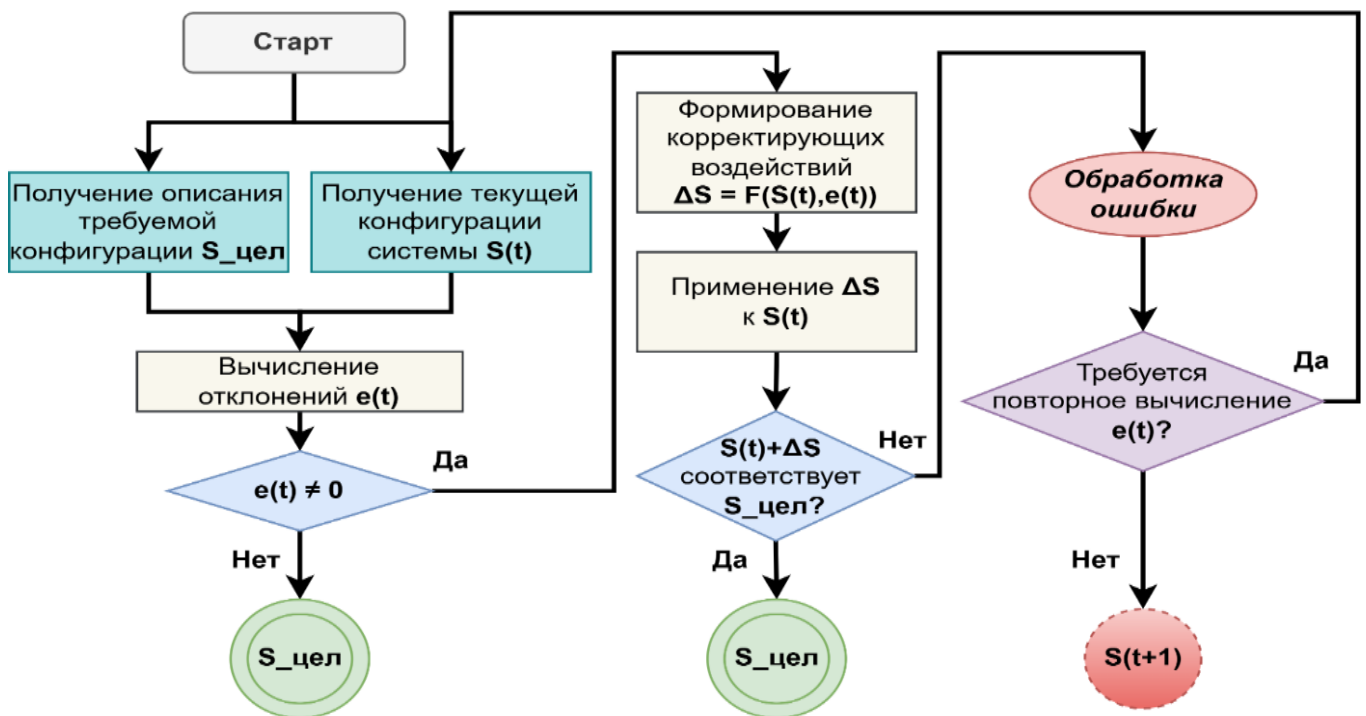 Старт
Получение описания
требуемой
конфигурации S_цел
Получение текущей
конфигурации
системы S(t)
Вычисление
отклонений e(t)
e(t) ≠ 0
Да
Нет
S_цел
Формирование
корректирующих
воздействий
ΔS = F(S(t),e(t))
Применение ΔS
к S(t)
S(t)+ΔS
соответствует
S_цел?
Нет
Да
S_цел
Обработка
ошибки
Требуется
повторное вычисление
e(t)?
Да
Нет
S(t+1)